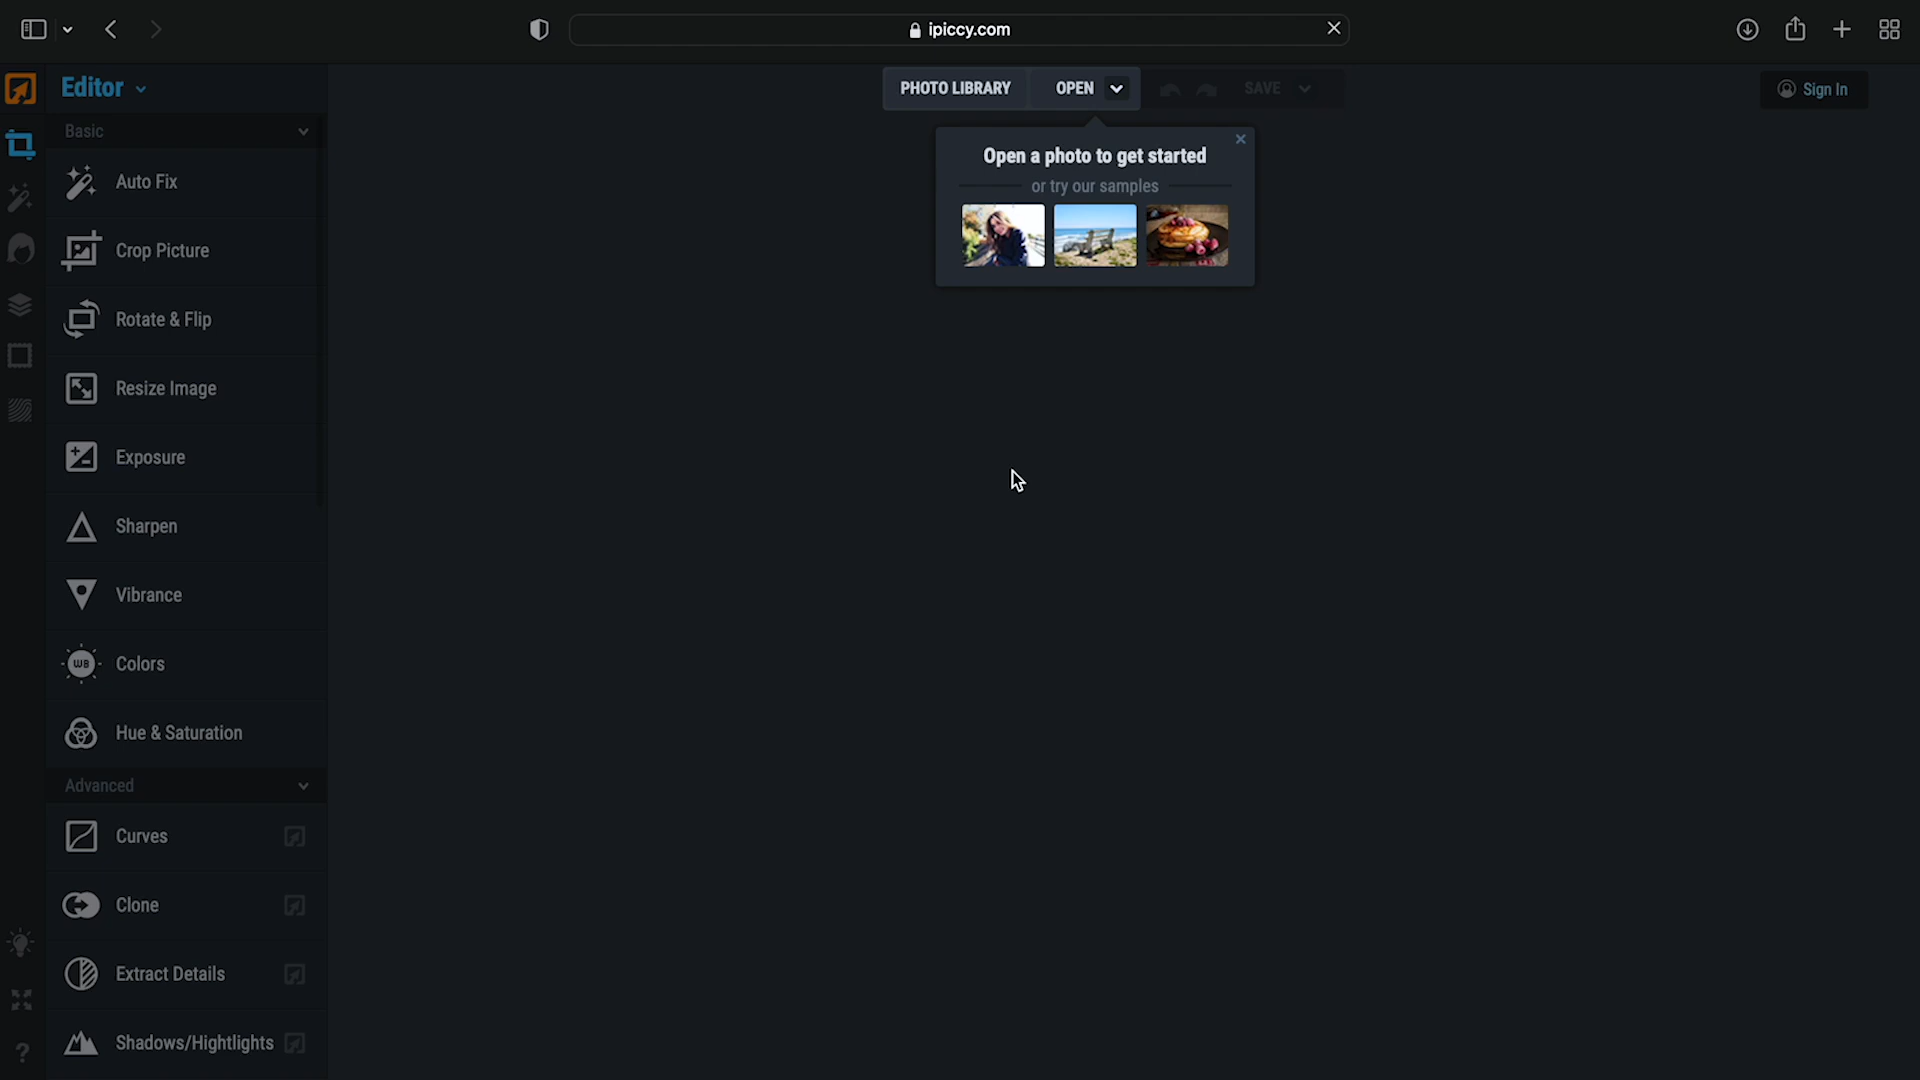 ipiccy.com
Editor
PHOTO LIBRARY
OPEN
SAVE
Sign In
Basic
Open a photo to get started
or try our samples
Auto Fix
Crop Picture
Rotate & Flip
Resize Image
Exposure
Sharpen
Vibrance
WB
Colors
Hue & Saturation
Advanced
Curves
Clone
Extract Details
Shadows/Hightlights
?